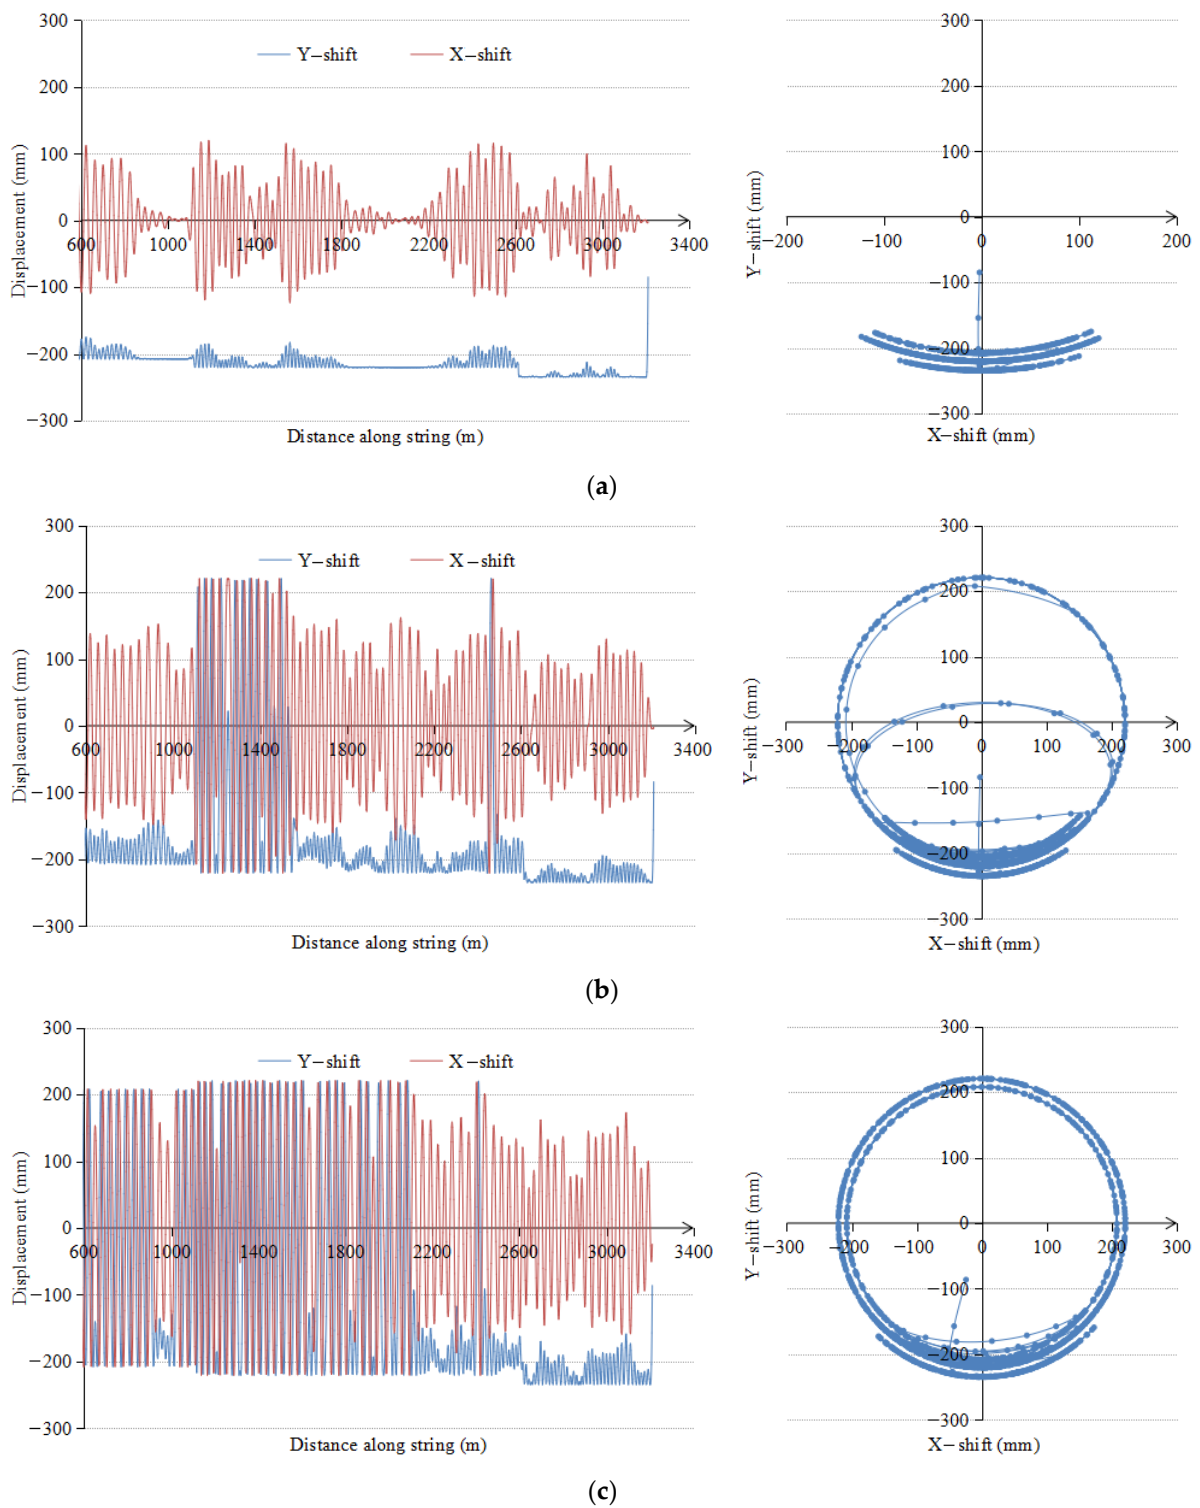 Y−shift X−shift
Displacement (mm)
300
200
100
0
−100
−200
−300
600 1000 1400 1800 2200 2600 3000 3400
Distance along string (m)
Y−shift (mm)
300
200
100
0
−100
−200
−300
−200 −100 0 100 200
X−shift (mm)
(a)
Y−shift X−shift
Displacement (mm)
300
200
100
0
−100
−200
−300
600 1000 1400 1800 2200 2600 3000 3400
Distance along string (m)
Y−shift (mm)
300
200
100
0
−100
−200
−300
−300 −200 −100 0 100 200 300
X−shift (mm)
(b)
Y−shift X−shift
Displacement (mm)
300
200
100
0
−100
−200
−300
600 1000 1400 1800 2200 2600 3000 3400
Distance along string (m)
Y−shift (mm)
300
200
100
0
−100
−200
−300
−300 −200 −100 0 100 200 300
X−shift (mm)
(c)